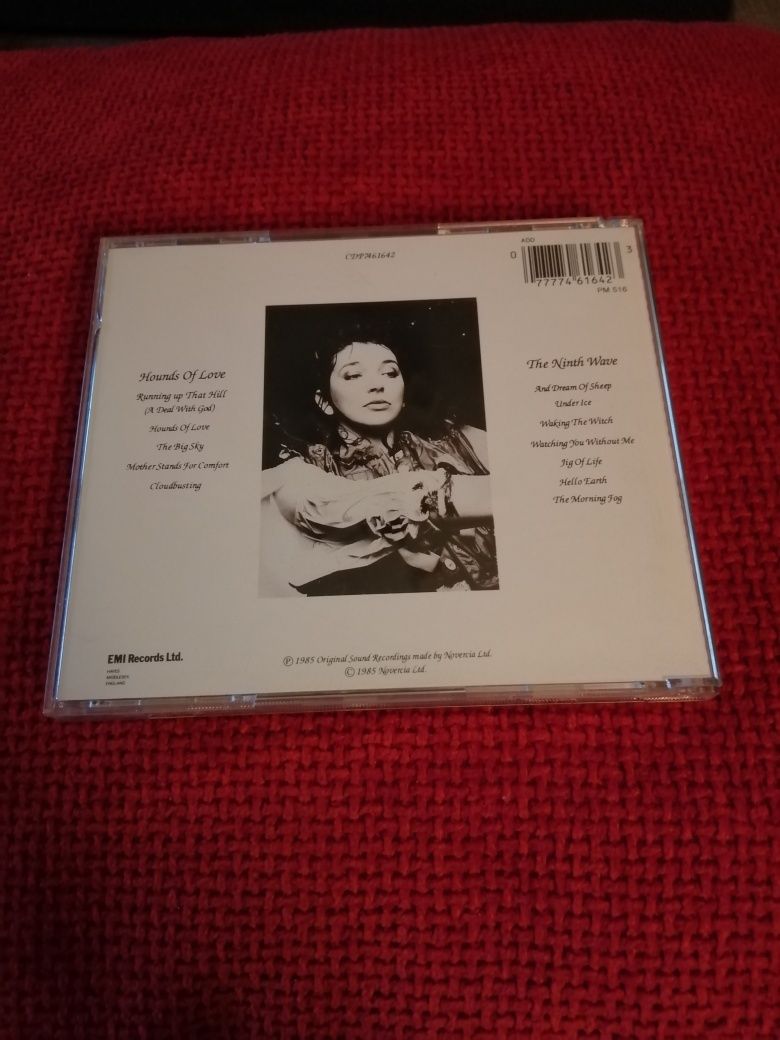 CDP7461642
ADD
0 77774 61642 3
PM 516
Hounds Of Love
Running up That Hill
(A Deal With God)
Hounds Of Love
The Big Sky
Mother Stands For Comfort
Cloudbusting
The Ninth Wave
And Dream Of Sheep
Under Ice
Waking The Witch
Watching You Without Me
Jig Of Life
Hello Earth
The Morning Fog
EMI Records Ltd.
HAYES
MIDDLESEX
ENGLAND
Ⓟ 1985 Original Sound Recordings made by Novercia Ltd.
© 1985 Novercia Ltd.